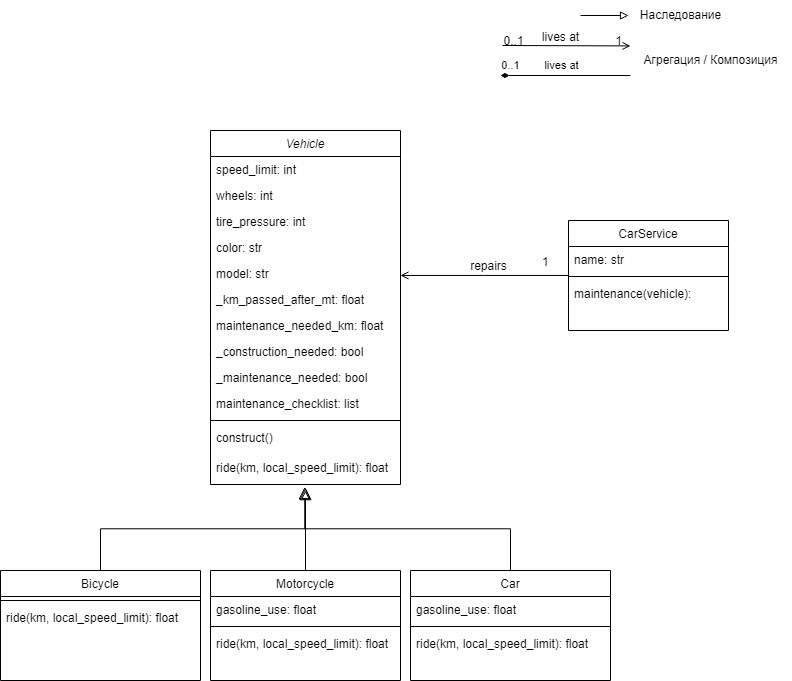 Наследование
0..1 lives at 1
Агрегация / Композиция
0..1 lives at
Vehicle
speed_limit: int
wheels: int
tire_pressure: int
color: str
model: str
_km_passed_after_mt: float
maintenance_needed_km: float
_construction_needed: bool
_maintenance_needed: bool
maintenance_checklist: list
construct()
ride(km, local_speed_limit): float
repairs 1
CarService
name: str
maintenance(vehicle):
Bicycle
ride(km, local_speed_limit): float
Motorcycle
gasoline_use: float
ride(km, local_speed_limit): float
Car
gasoline_use: float
ride(km, local_speed_limit): float